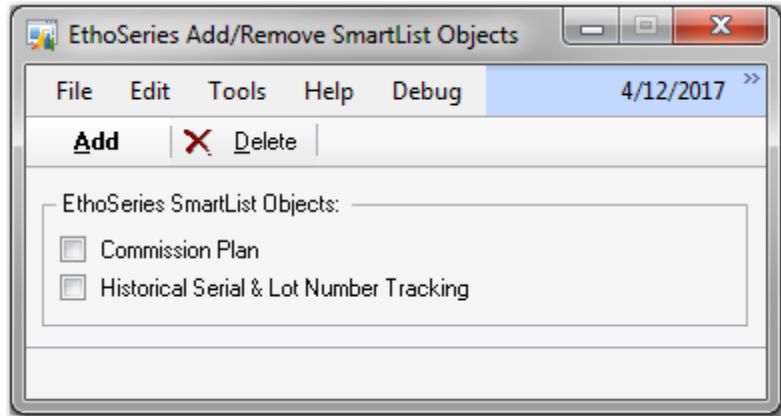 EthoSeries Add/Remove SmartList Objects
File Edit Tools Help Debug 4/12/2017 »
Add Delete
EthoSeries SmartList Objects:
Commission Plan
Historical Serial & Lot Number Tracking